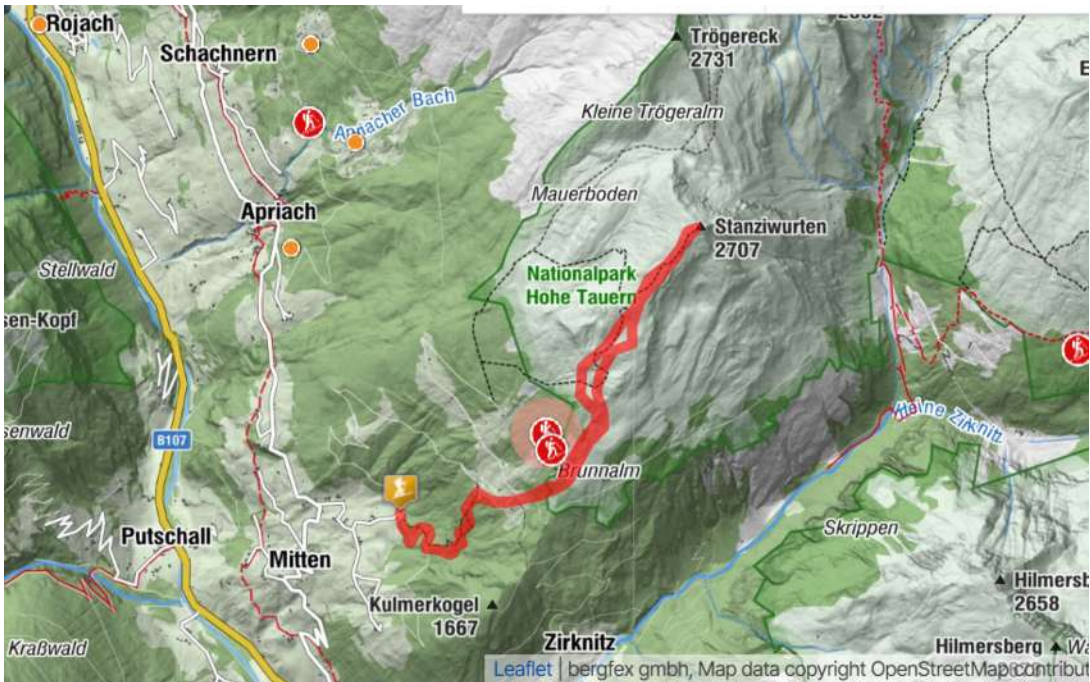 Rojach
Schachnern
Trögereck
2731
Appacher Bach
Kleine Trögeralm
Mauerboden
Apriach
Stanziwurten
2707
Stellwald
Nationalpark
Hohe Tauern
sen-Kopf
senwald
B107
Kleine Zirknitz
Brunnalm
Putschall
Mitten
Skrippen
Kulmerkogel
1667
Hilmersb
2658
Zirknitz
Kraßwald
Hilmersberg
Wa
Leaflet | bergfex gmbh, Map data copyright OpenStreetMap contribut